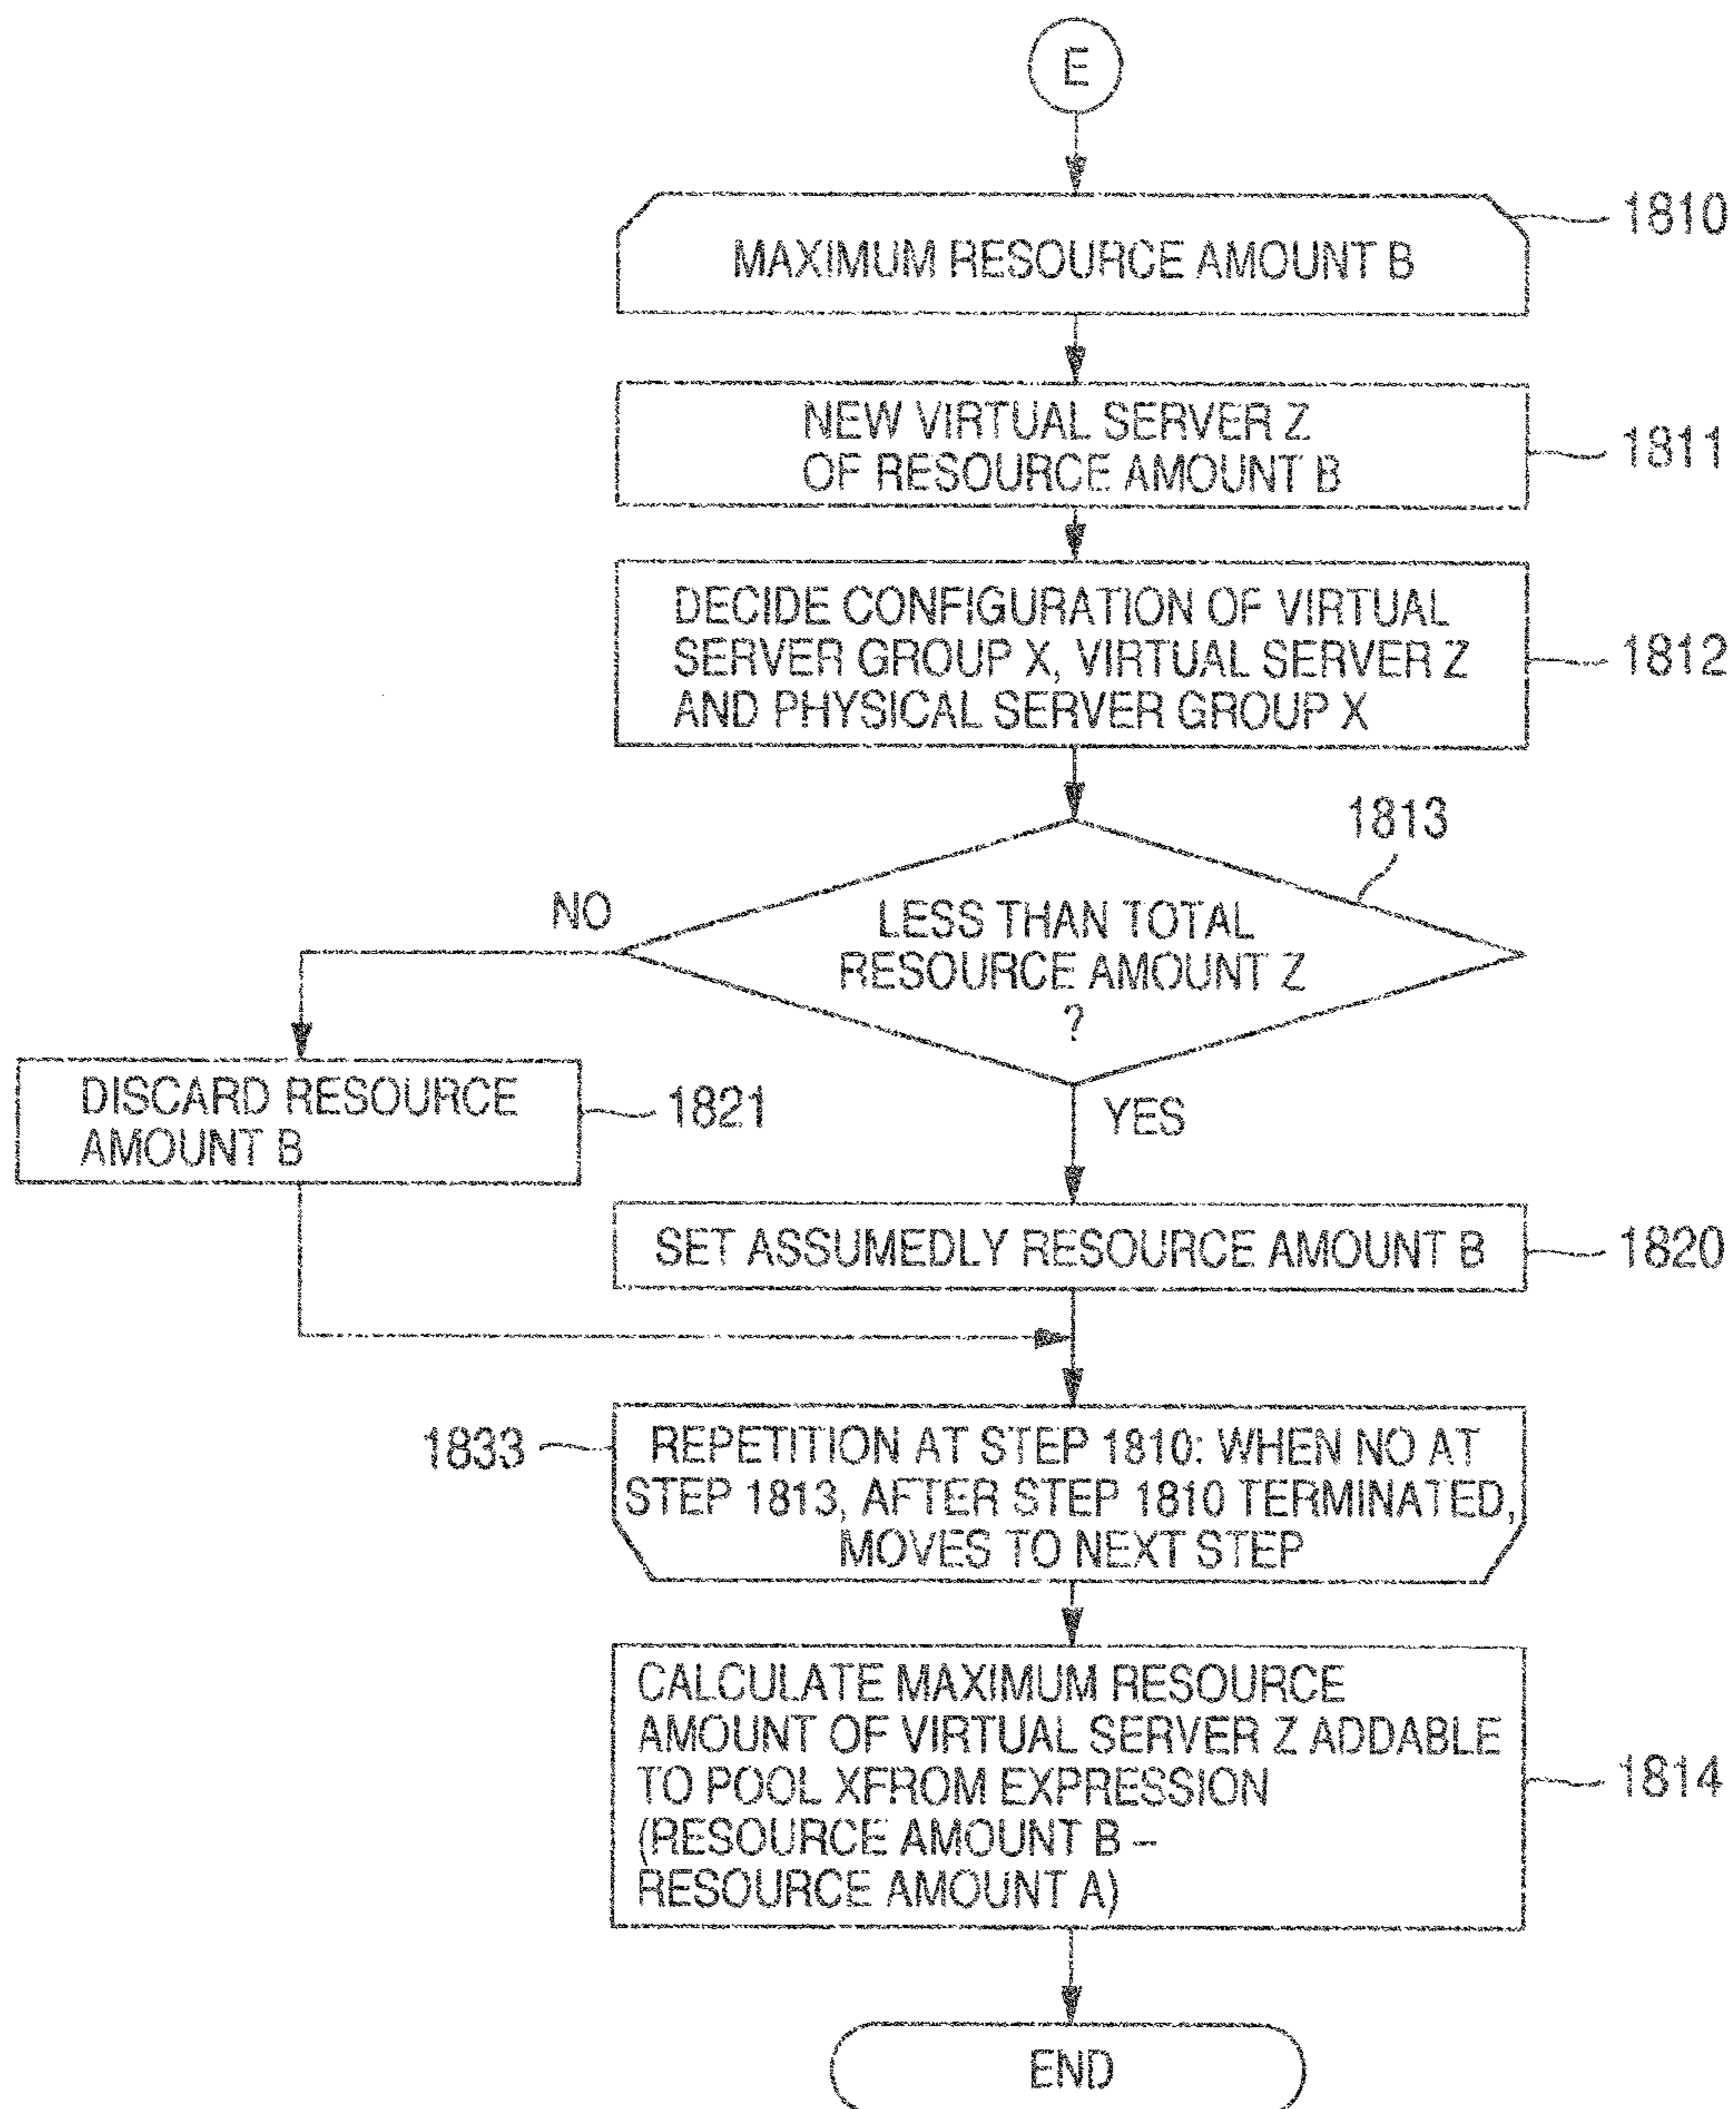 E
MAXIMUM RESOURCE AMOUNT B
1810
NEW VIRTUAL SERVER Z
OF RESOURCE AMOUNT B
1811
DECIDE CONFIGURATION OF VIRTUAL
SERVER GROUP X, VIRTUAL SERVER Z
AND PHYSICAL SERVER GROUP X
1812
1813
LESS THAN TOTAL
RESOURCE AMOUNT Z
?
NO
YES
DISCARD RESOURCE
AMOUNT B
1821
SET ASSUMEDLY RESOURCE AMOUNT B
1820
1833
REPETITION AT STEP 1810: WHEN NO AT
STEP 1813, AFTER STEP 1810 TERMINATED,
MOVES TO NEXT STEP
CALCULATE MAXIMUM RESOURCE
AMOUNT OF VIRTUAL SERVER Z ADDABLE
TO POOL XFROM EXPRESSION
(RESOURCE AMOUNT B –
RESOURCE AMOUNT A)
1814
END